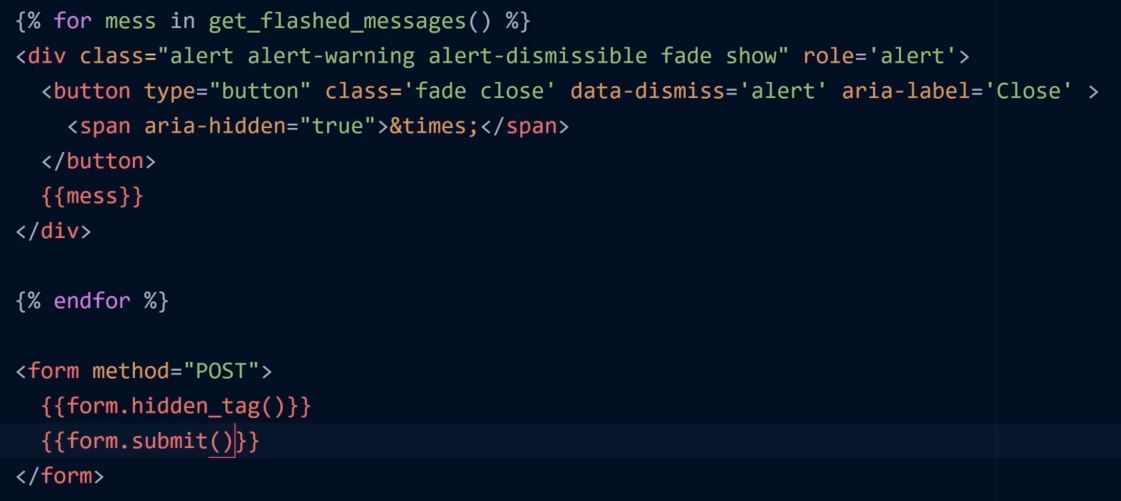 {% for mess in get_flashed_messages() %}
<div class="alert alert-warning alert-dismissible fade show" role='alert'>
  <button type="button" class='fade close' data-dismiss='alert' aria-label='Close' >
    <span aria-hidden="true">&times;</span>
  </button>
  {{mess}}
</div>
{% endfor %}
<form method="POST">
  {{form.hidden_tag()}}
  {{form.submit()}}
</form>